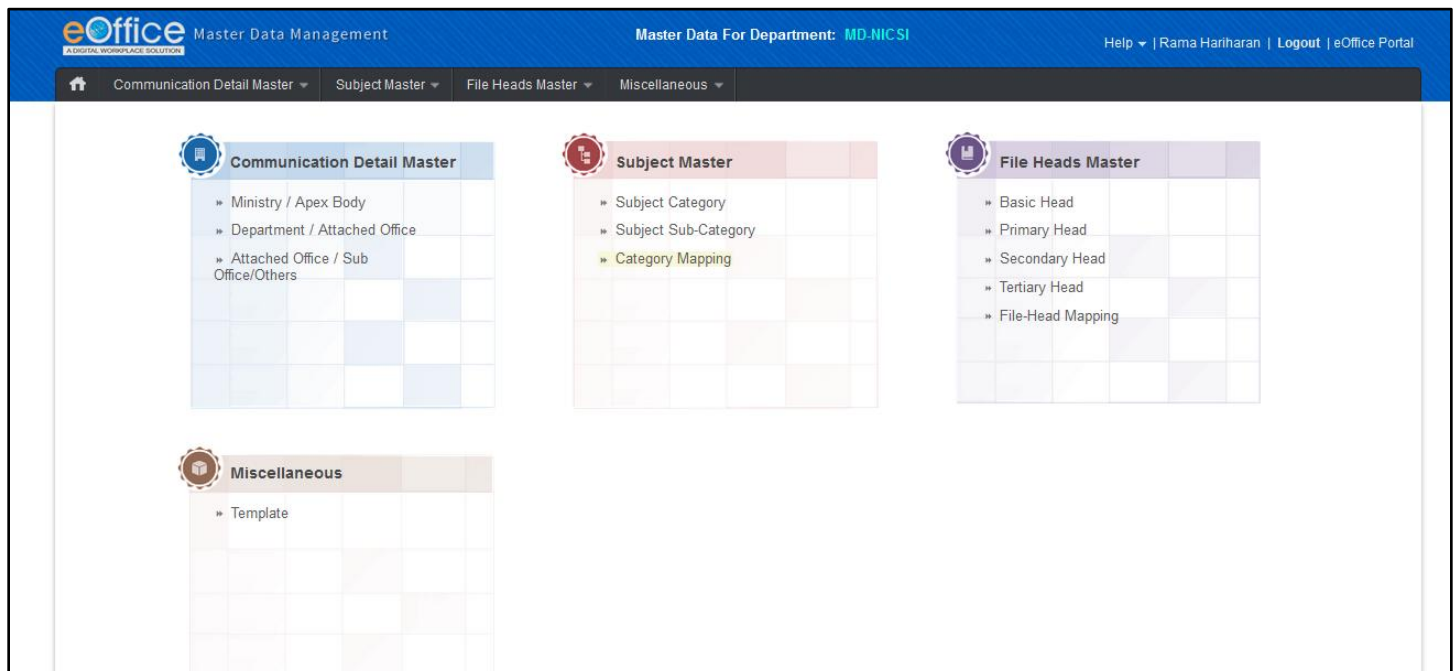 eOffice Master Data Management
A DIGITAL WORKPLACE SOLUTION
Master Data For Department: MD-NICSI
Help | Rama Hariharan | Logout | eOffice Portal
Communication Detail Master Subject Master File Heads Master Miscellaneous
Communication Detail Master
» Ministry / Apex Body
» Department / Attached Office
» Attached Office / Sub
Office/Others
Subject Master
» Subject Category
» Subject Sub-Category
» Category Mapping
File Heads Master
» Basic Head
» Primary Head
» Secondary Head
» Tertiary Head
» File-Head Mapping
Miscellaneous
» Template